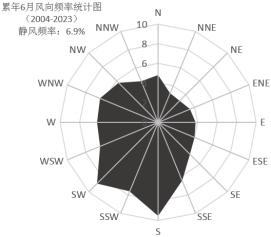 累年6月风向频率统计图
（2004-2023）
静风频率：6.9%
N
NNE
NE
ENE
E
ESE
SE
SSE
S
SSW
SW
WSW
W
WNW
NW
NNW
10
8
6